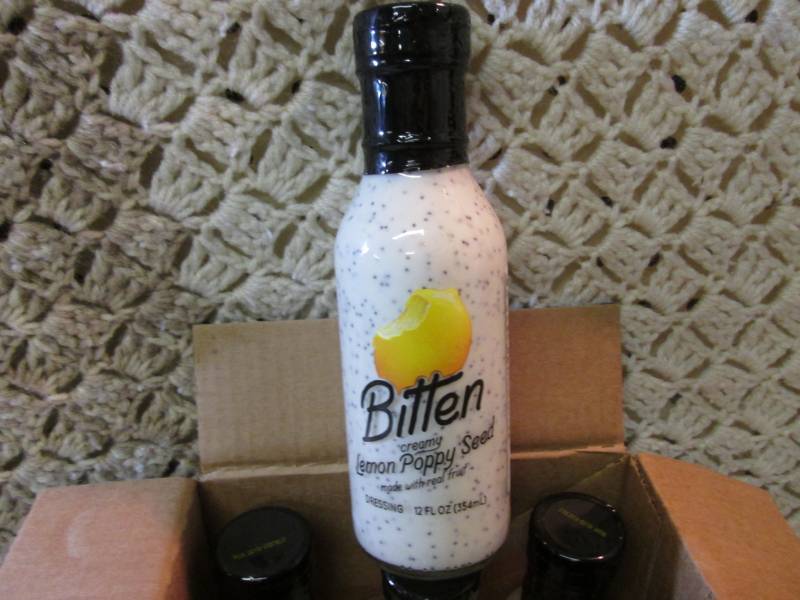 Bitten
creamy
Lemon Poppy Seed
made with real fruit
DRESSING 12 FL OZ (354mL)